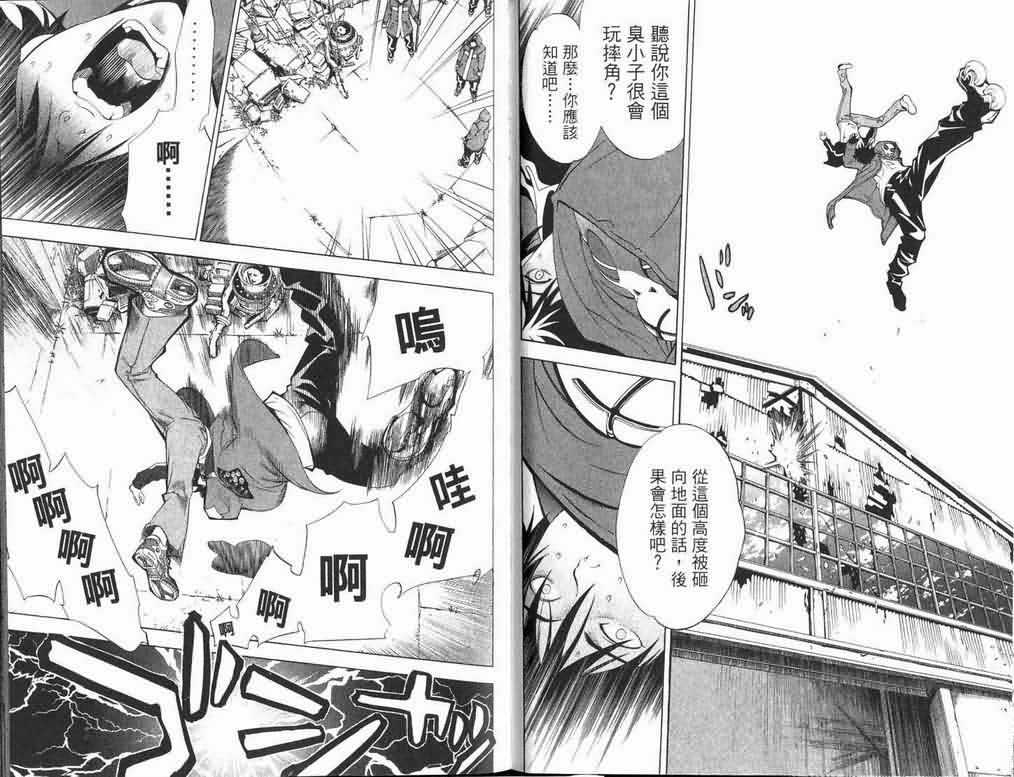 聽說你這個
臭小子很會
玩摔角？
那麼…你應該
知道吧……
從這個高度被砸
向地面的話，後
果會怎樣吧？
………
啊……
嗚
哇
啊
啊
啊
啊
啊
啊
啊
啊